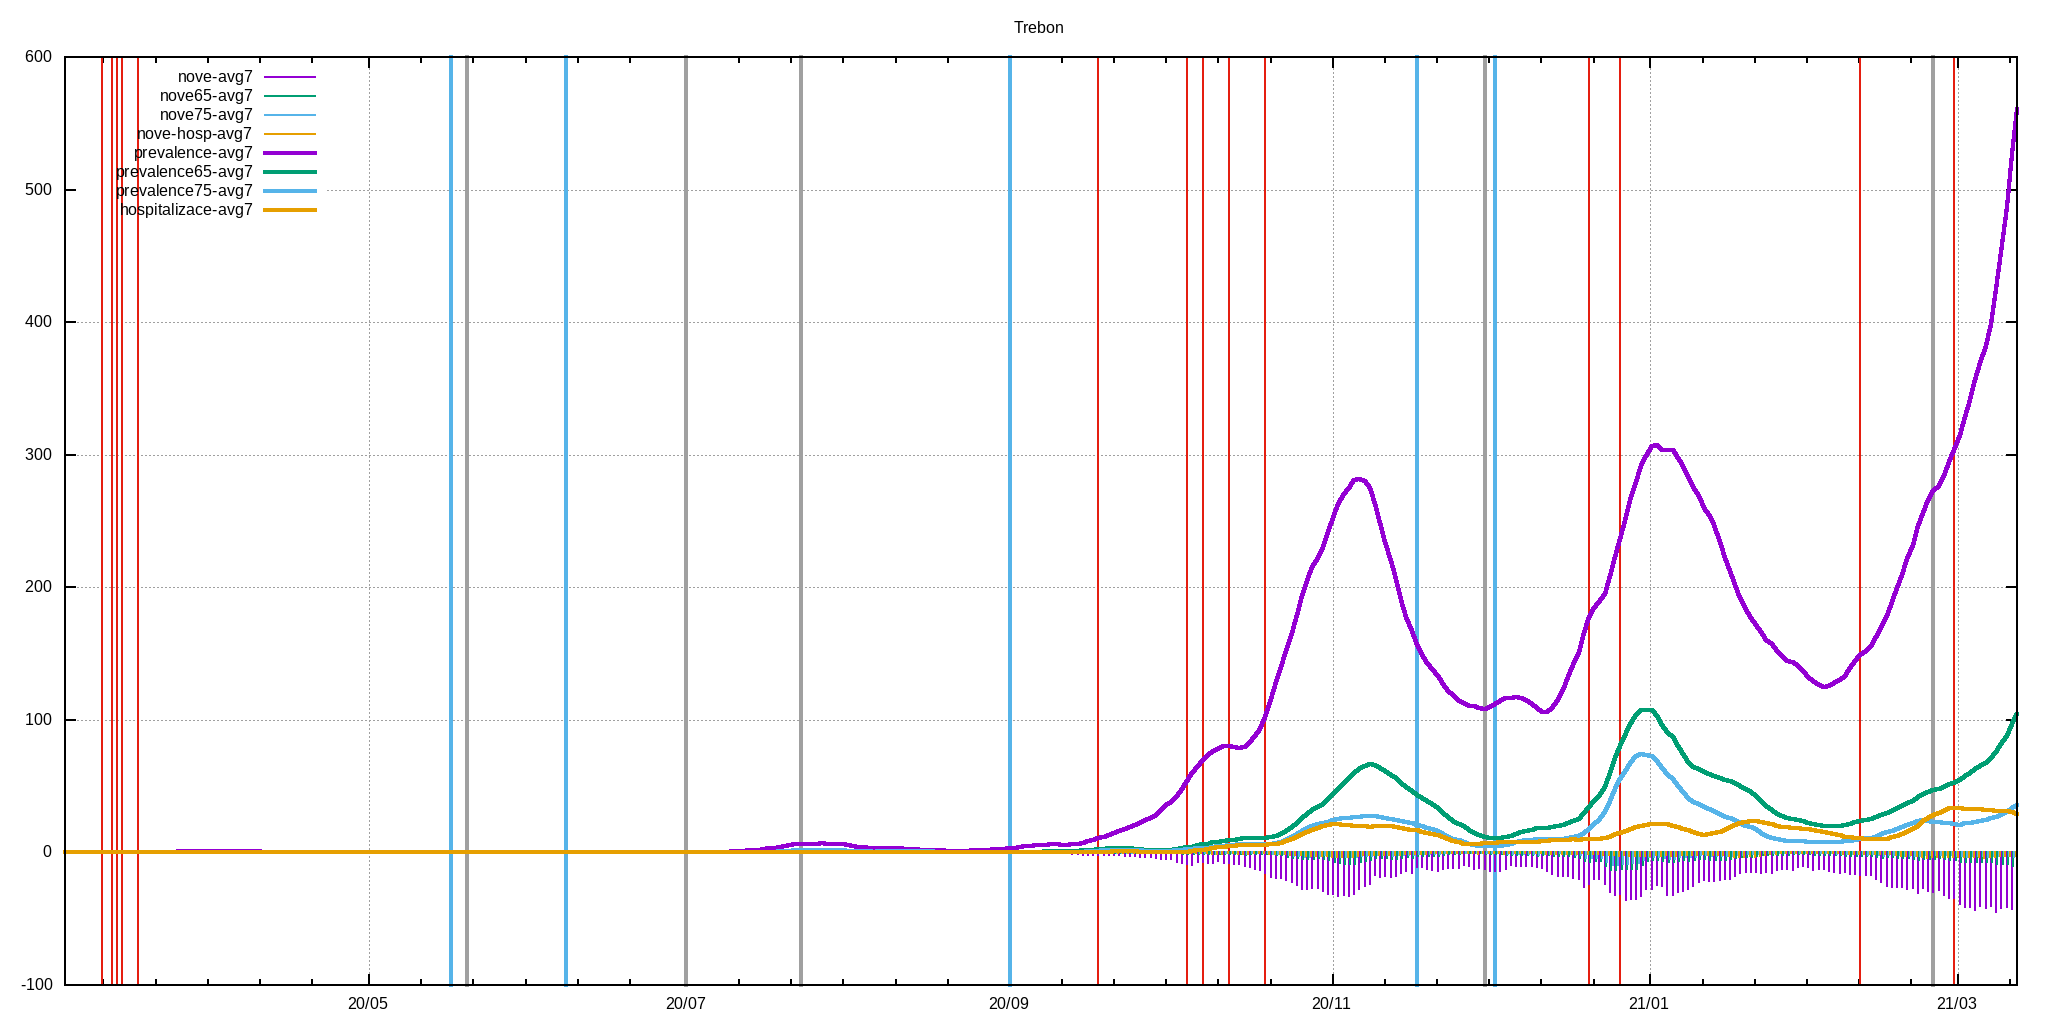 Trebon
600
500
400
300
200
100
0
-100
nove-avg7
nove65-avg7
nove75-avg7
nove-hosp-avg7
prevalence-avg7
prevalence65-avg7
prevalence75-avg7
hospitalizace-avg7
20/05 20/07 20/09 20/11 21/01 21/03